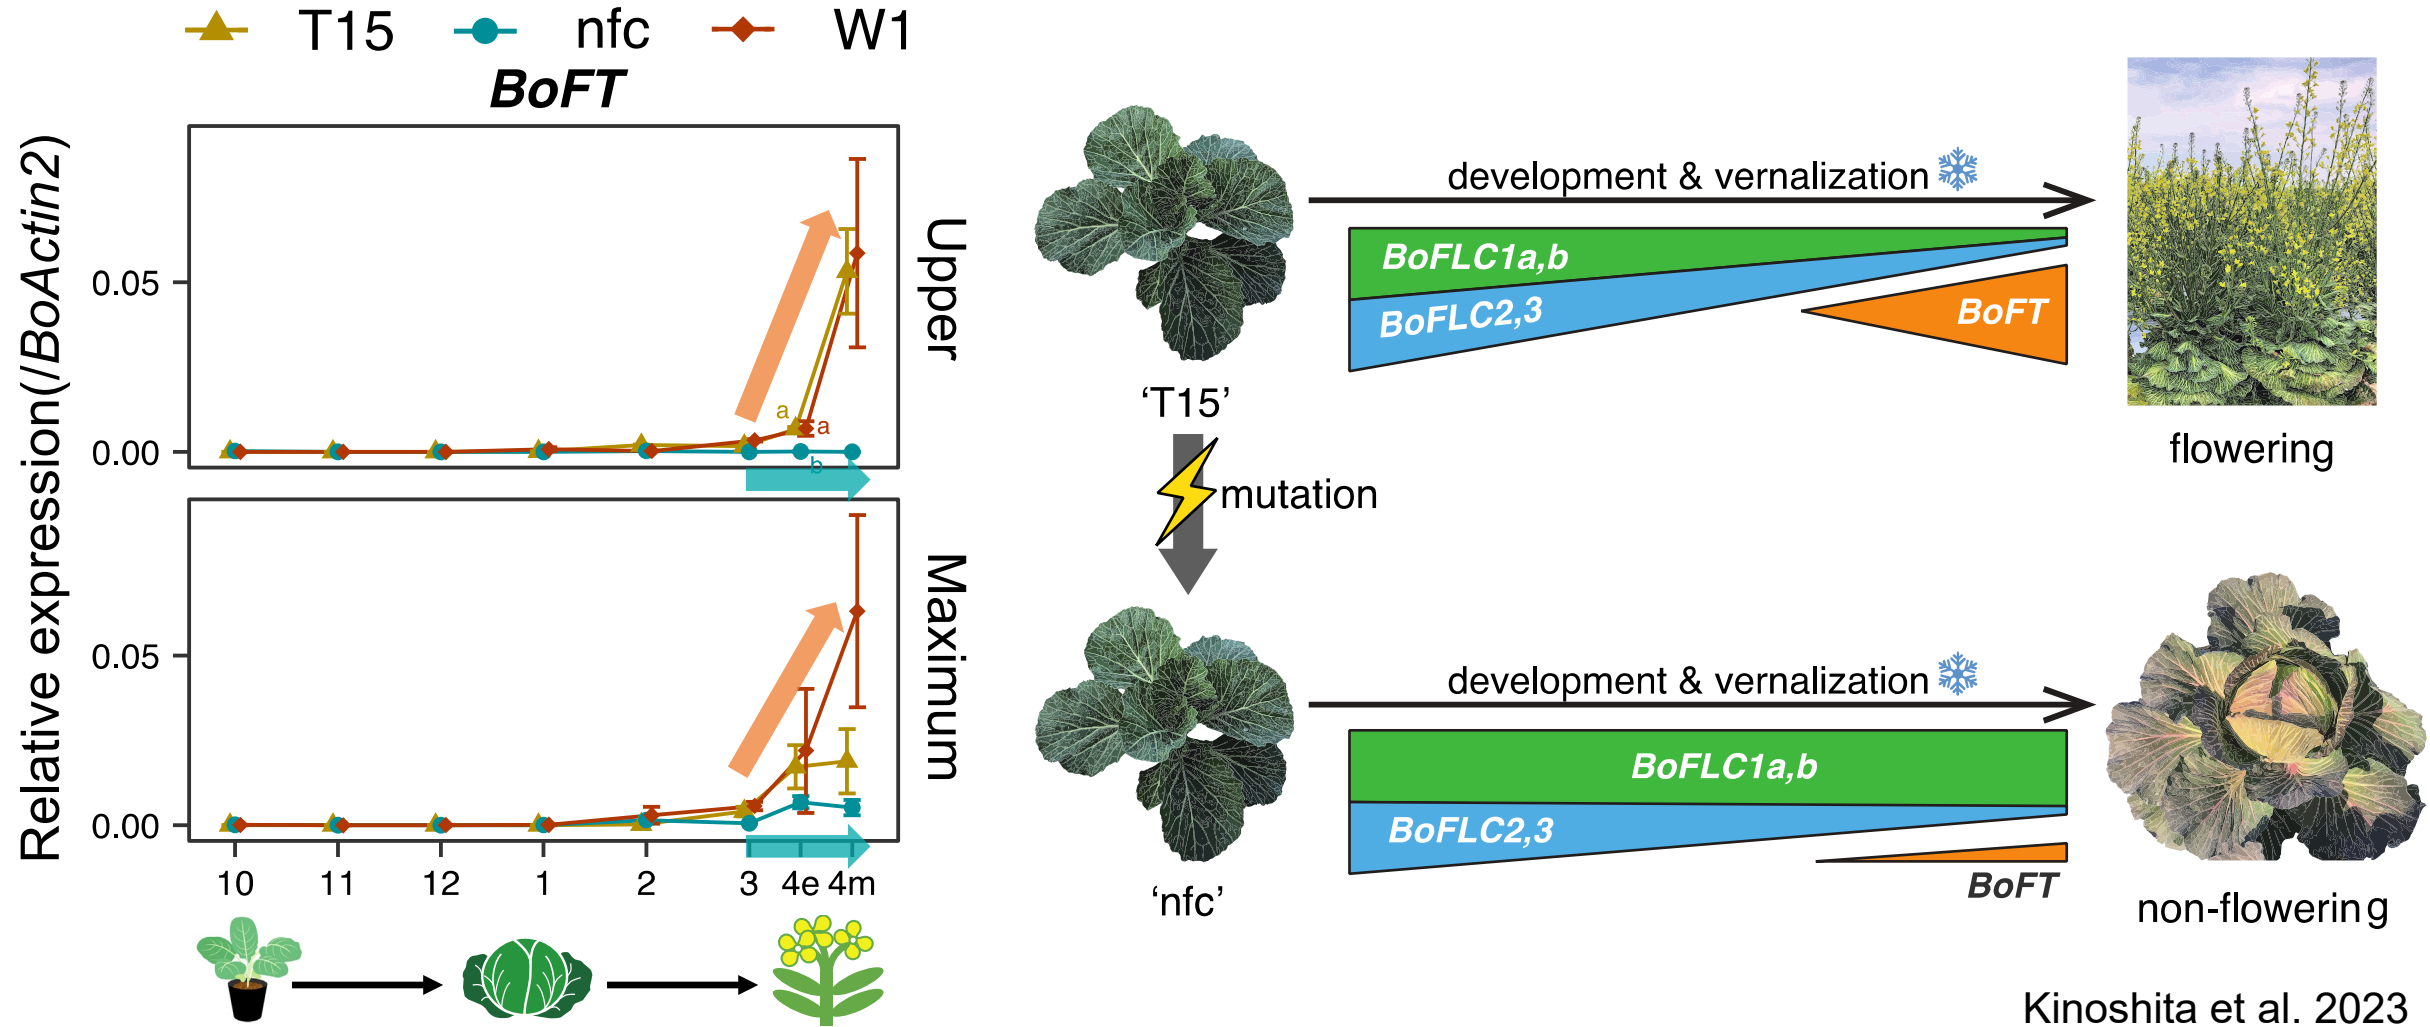 T15 nfc W1
BoFT
Relative expression(/BoActin2)
0.05
0.00
a
a
b
Upper
0.05
0.00
Maximum
10 11 12 1 2 3 4e 4m
development & vernalization
BoFLC1a,b
BoFLC2,3
BoFT
‘T15’
flowering
mutation
development & vernalization
BoFLC1a,b
BoFLC2,3
BoFT
‘nfc’
non-flowering
Kinoshita et al. 2023